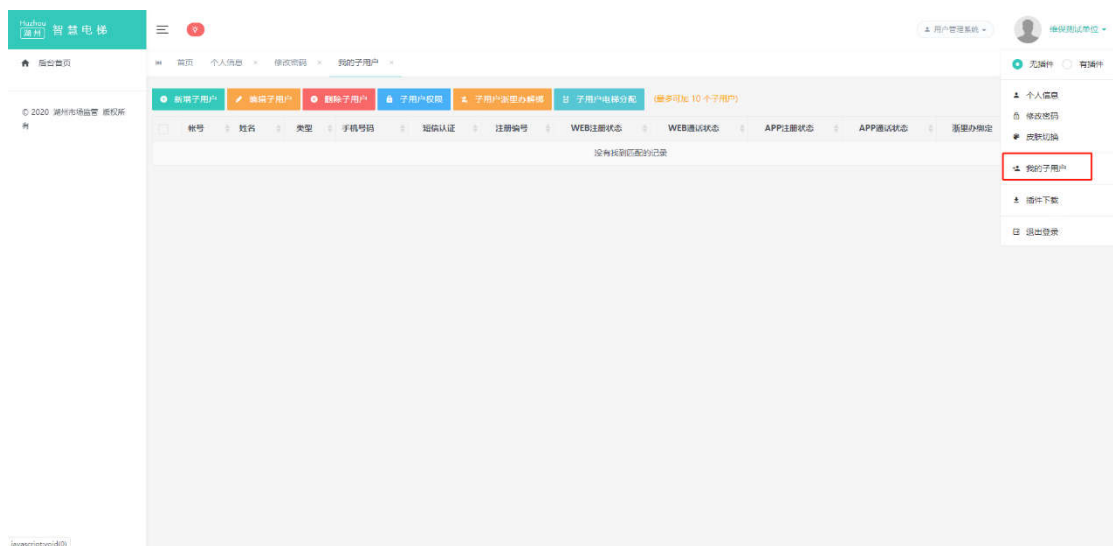 Huzhou
湖州 智慧电梯
用户管理系统
维保测试单位
后台首页
首页 个人信息 × 修改密码 × 我的子用户 ×
无插件 有插件
© 2020 湖州市场监管 版权所
有
新增子用户 编辑子用户 删除子用户 子用户权限 子用户浙里办解绑 子用户电梯分配 (最多可加 10 个子用户)
帐号 姓名 类型 手机号码 短信认证 注册编号 WEB注册状态 WEB通话状态 APP注册状态 APP通话状态 浙里办绑定
没有找到匹配的记录
个人信息
修改密码
皮肤切换
我的子用户
插件下载
退出登录
javascript:void(0)